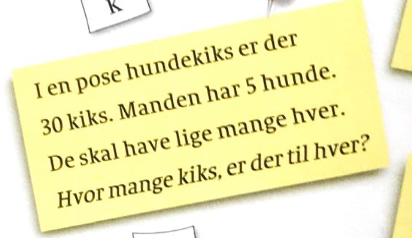 K
I en pose hundekiks er der
30 kiks. Manden har 5 hunde.
De skal have lige mange hver.
Hvor mange kiks, er der til hver?